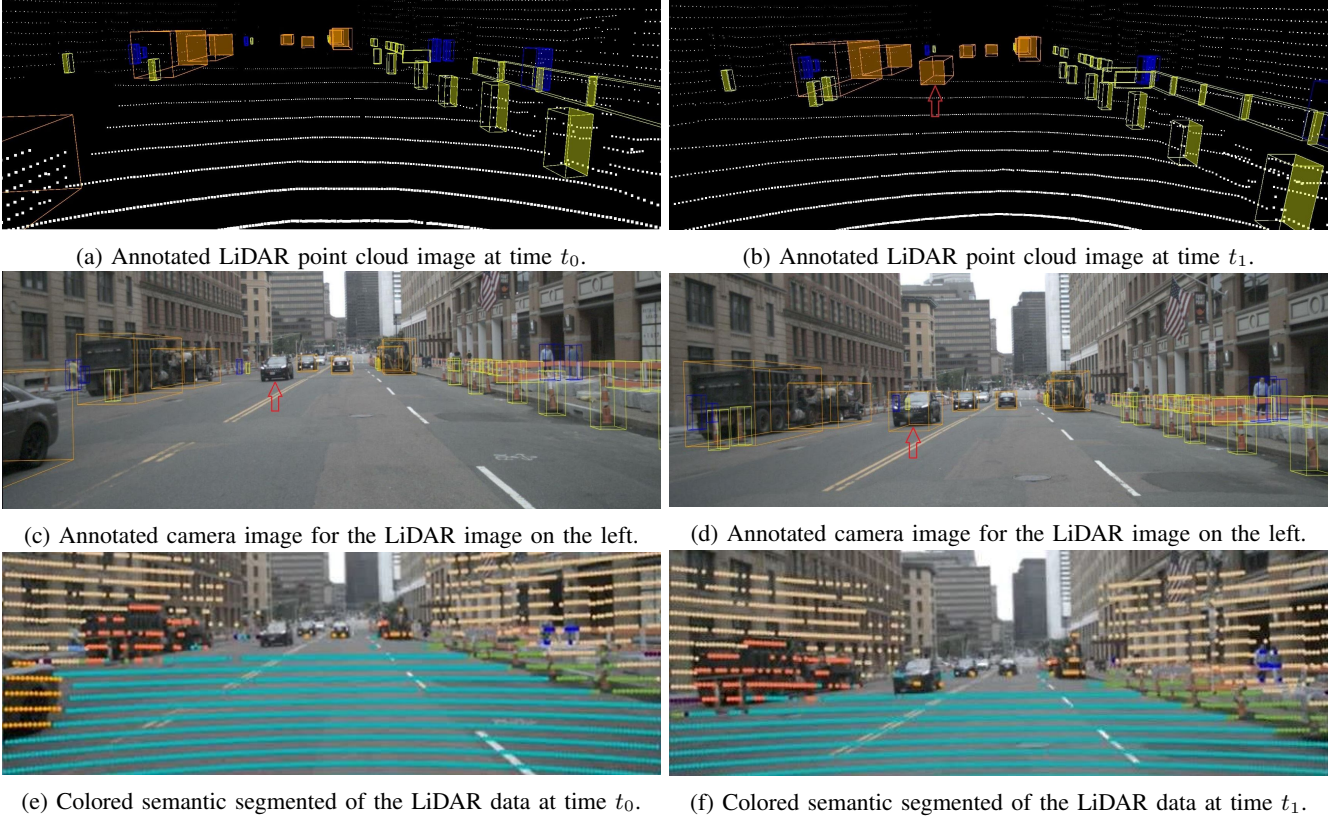 (a) Annotated LiDAR point cloud image at time t₀.
(b) Annotated LiDAR point cloud image at time t₁.
(c) Annotated camera image for the LiDAR image on the left.
(d) Annotated camera image for the LiDAR image on the left.
(e) Colored semantic segmented of the LiDAR data at time t₀.
(f) Colored semantic segmented of the LiDAR data at time t₁.